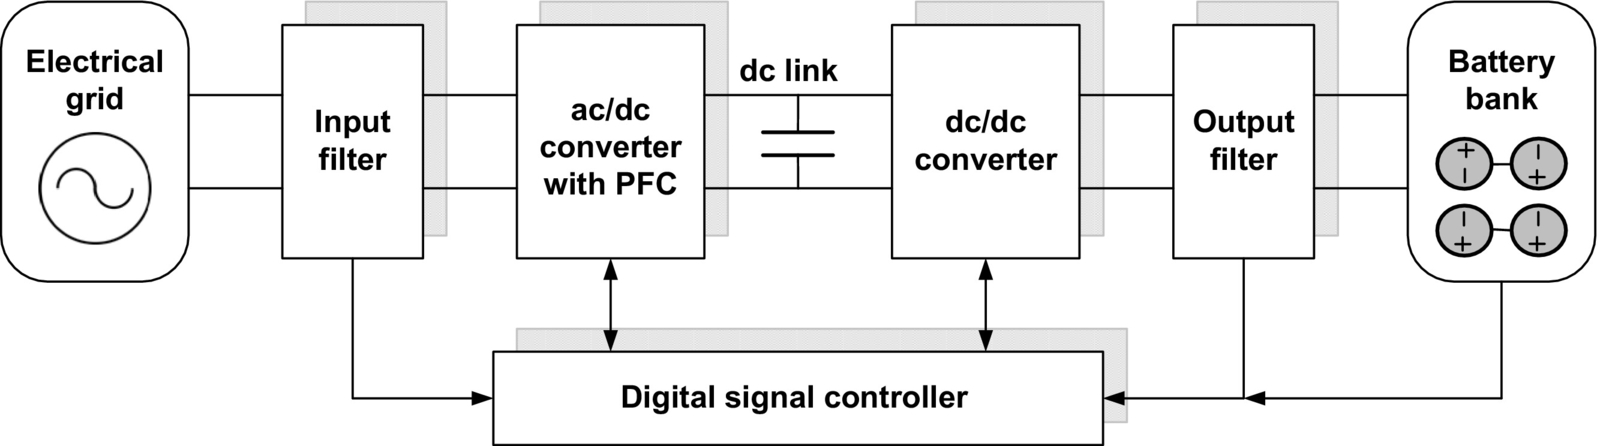 Electrical
grid
Input
filter
ac/dc
converter
with PFC
dc link
dc/dc
converter
Output
filter
Battery
bank
+ − − +
− + − +
Digital signal controller